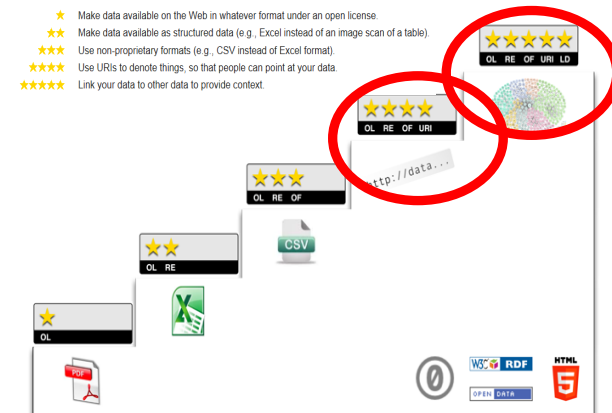 Make data available on the Web in whatever format under an open license.
Make data available as structured data (e.g., Excel instead of an image scan of a table).
Use non-proprietary formats (e.g., CSV instead of Excel format).
Use URIs to denote things, so that people can point at your data.
Link your data to other data to provide context.
OL RE OF URI LD
OL RE OF URI
http://data...
OL RE OF
CSV
OL RE
X
OL
PDF
0
W3C RDF
HTML
5
OPEN DATA